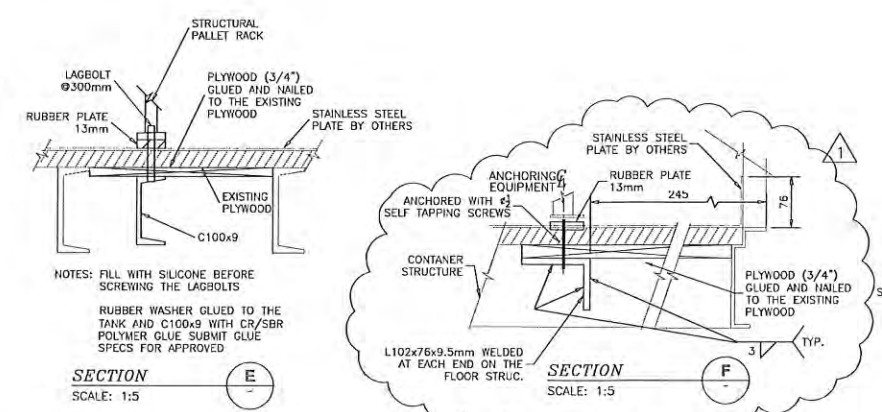 STRUCTURAL
PALLET RACK
LAGBOLT
@300mm
PLYWOOD (3/4")
GLUED AND NAILED
TO THE EXISTING
PLYWOOD
RUBBER PLATE
13mm
STAINLESS STEEL
PLATE BY OTHERS
EXISTING
PLYWOOD
C100x9
NOTES: FILL WITH SILICONE BEFORE
SCREWING THE LAGBOLTS
RUBBER WASHER GLUED TO THE
TANK AND C100x9 WITH CR/SBR
POLYMER GLUE SUBMIT GLUE
SPECS FOR APPROVED
SECTION
E
-
SCALE: 1:5
STAINLESS STEEL
PLATE BY OTHERS
1
ANCHORING
EQUIPMENT
RUBBER PLATE
13mm
245
76
ANCHORED WITH
SELF TAPPING SCREWS
CONTANER
STRUCTURE
PLYWOOD (3/4")
GLUED AND NAILED
TO THE EXISTING
PLYWOOD
S
3
TYP.
L102x76x9.5mm WELDED
AT EACH END ON THE
FLOOR STRUC.
SECTION
F
-
SCALE: 1:5